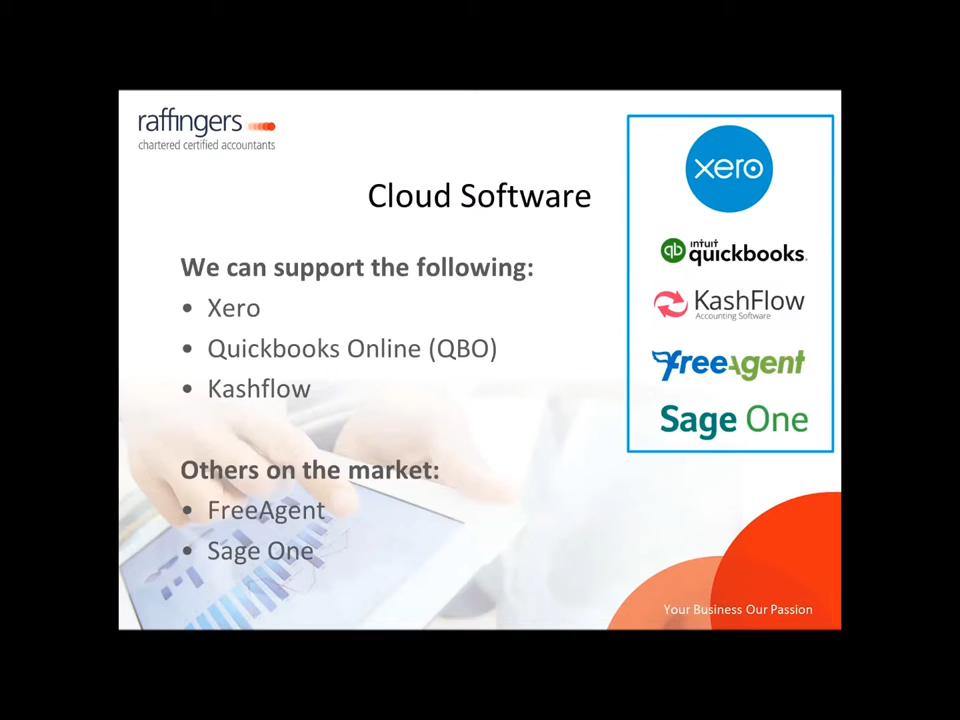 raffingers
chartered certified accountants
Cloud Software
We can support the following:
• Xero
• Quickbooks Online (QBO)
• Kashflow
Others on the market:
• FreeAgent
• Sage One
xero
qb intuit quickbooks.
KashFlow
Accounting Software
freeAgent
Sage One
Your Business Our Passion